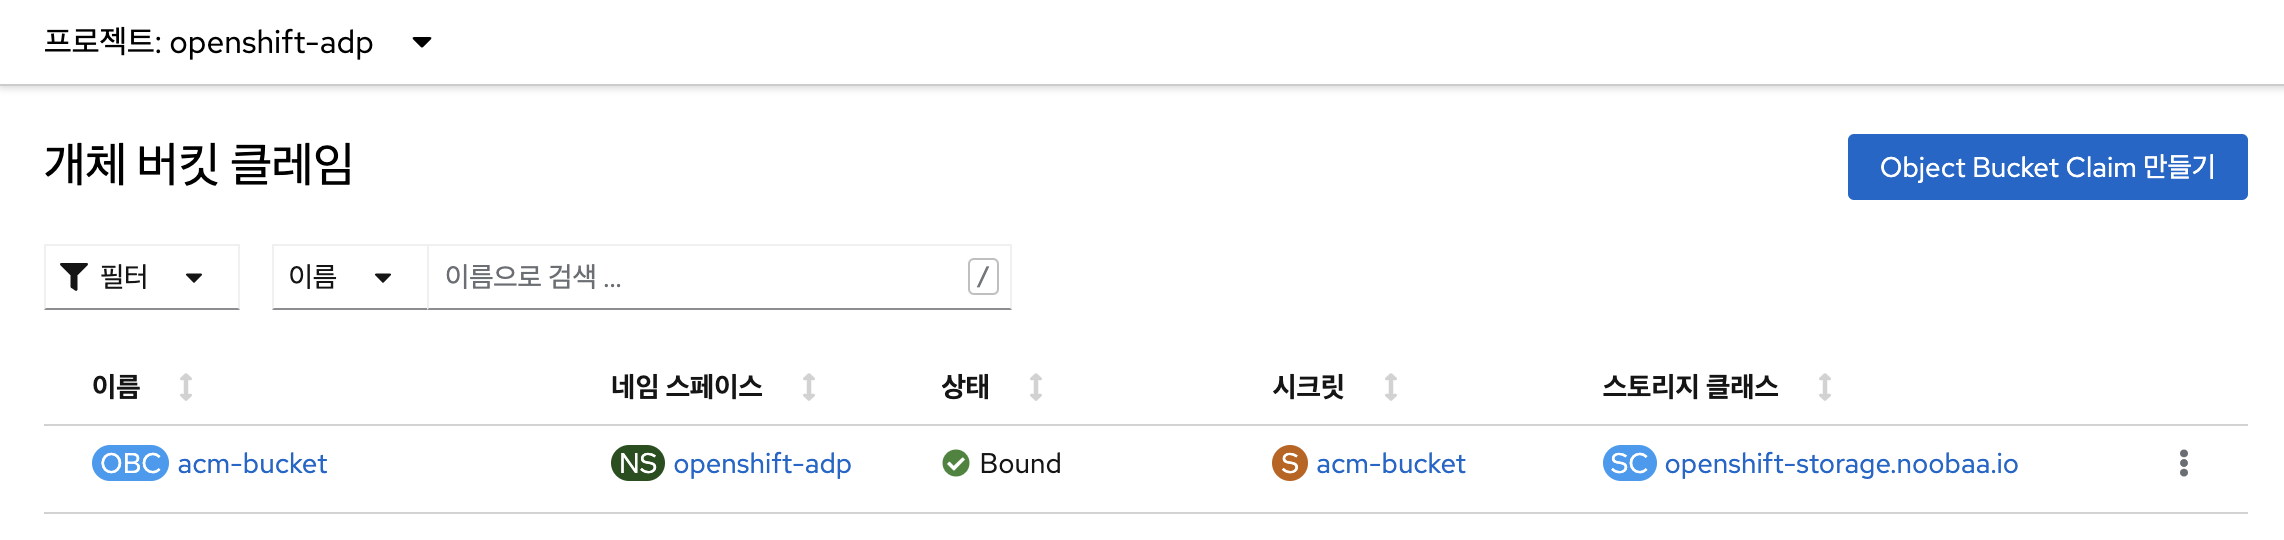 프로젝트: openshift-adp
개체 버킷 클레임
Object Bucket Claim 만들기
필터 이름 이름으로 검색 ... /
이름 네임 스페이스 상태 시크릿 스토리지 클래스
OBC acm-bucket NS openshift-adp Bound S acm-bucket SC openshift-storage.noobaa.io